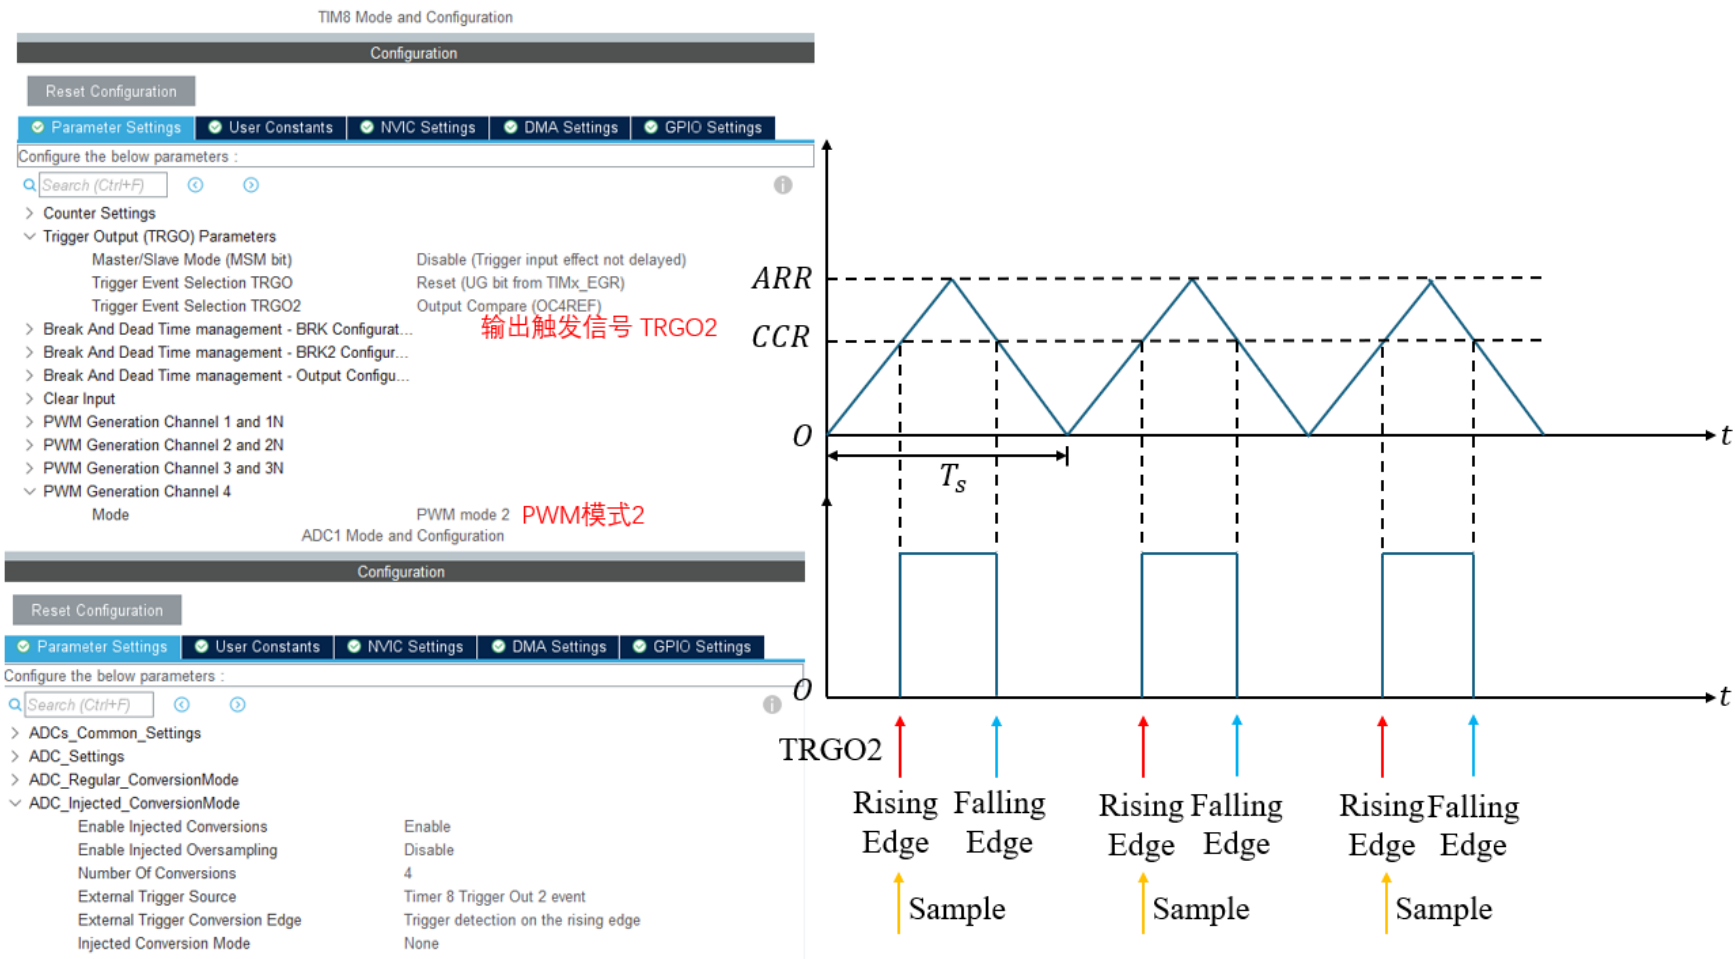 TIM8 Mode and Configuration
Configuration
Reset Configuration
Parameter Settings User Constants NVIC Settings DMA Settings GPIO Settings
Configure the below parameters :
Search (Ctrl+F)
Counter Settings
Trigger Output (TRGO) Parameters
Master/Slave Mode (MSM bit) Disable (Trigger input effect not delayed)
Trigger Event Selection TRGO Reset (UG bit from TIMx_EGR)
Trigger Event Selection TRGO2 Output Compare (OC4REF)
输出触发信号 TRGO2
Break And Dead Time management - BRK Configurat...
Break And Dead Time management - BRK2 Configur...
Break And Dead Time management - Output Configu...
Clear Input
PWM Generation Channel 1 and 1N
PWM Generation Channel 2 and 2N
PWM Generation Channel 3 and 3N
PWM Generation Channel 4
Mode PWM mode 2 PWM模式2
ADC1 Mode and Configuration
Configuration
Reset Configuration
Parameter Settings User Constants NVIC Settings DMA Settings GPIO Settings
Configure the below parameters :
Search (Ctrl+F)
ADCs_Common_Settings
ADC_Settings
ADC_Regular_ConversionMode
ADC_Injected_ConversionMode
Enable Injected Conversions Enable
Enable Injected Oversampling Disable
Number Of Conversions 4
External Trigger Source Timer 8 Trigger Out 2 event
External Trigger Conversion Edge Trigger detection on the rising edge
Injected Conversion Mode None
ARR
CCR
O t
Ts
O t
TRGO2
Rising Falling Rising Falling Rising Falling
Edge Edge Edge Edge Edge Edge
Sample Sample Sample